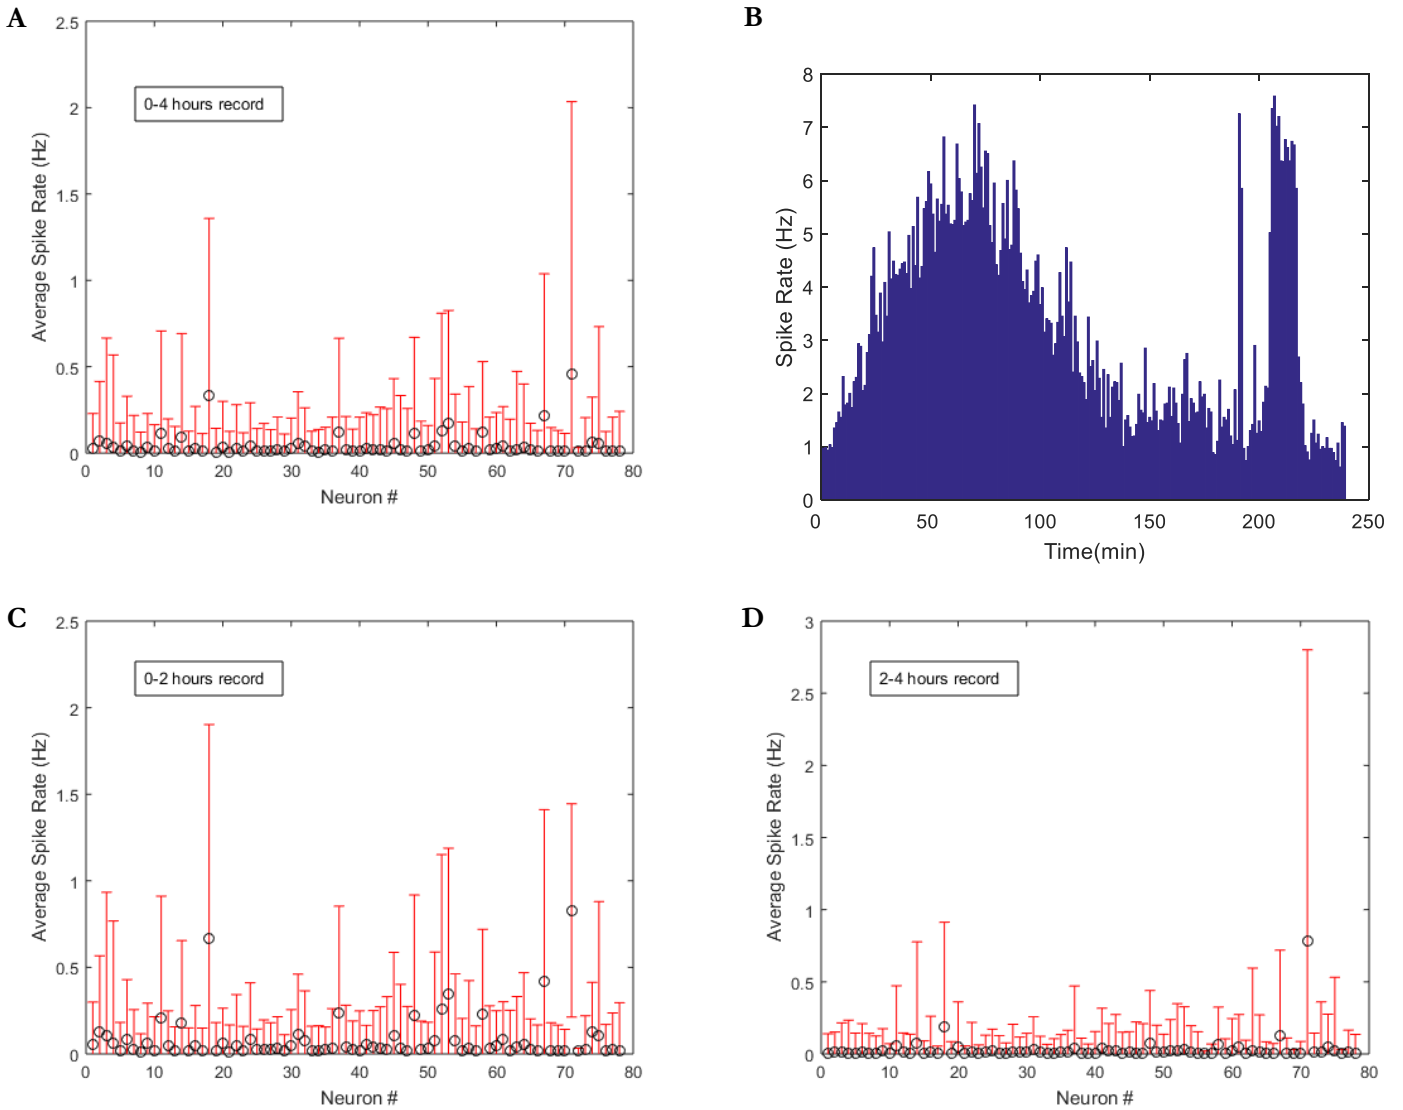 A
2.5
2
1.5
1
0.5
0
0-4 hours record
Average Spike Rate (Hz)
0 10 20 30 40 50 60 70 80
Neuron #
B
8
7
6
5
4
3
2
1
0
Spike Rate (Hz)
0 50 100 150 200 250
Time(min)
C
2.5
2
1.5
1
0.5
0
0-2 hours record
Average Spike Rate (Hz)
0 10 20 30 40 50 60 70 80
Neuron #
D
3
2.5
2
1.5
1
0.5
0
2-4 hours record
Average Spike Rate (Hz)
0 10 20 30 40 50 60 70 80
Neuron #